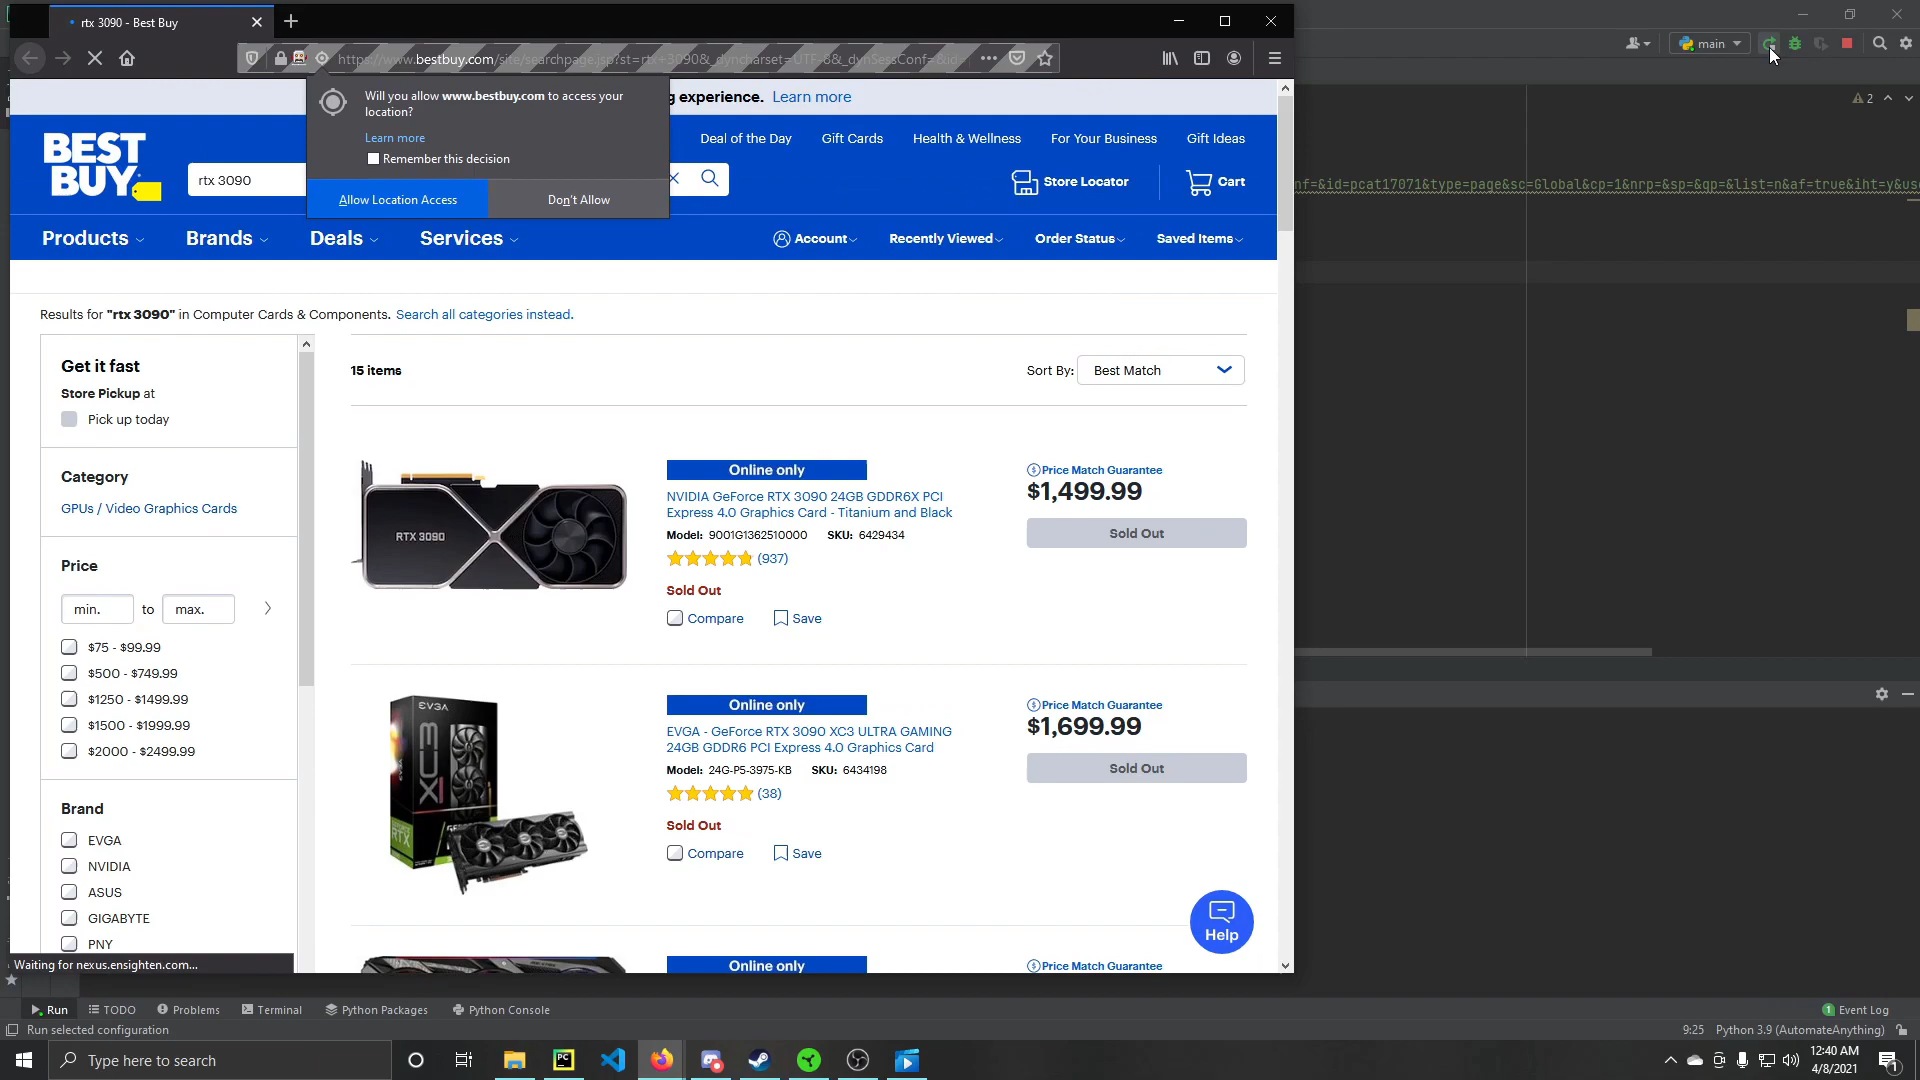 rtx 3090 - Best Buy
main
https://www.bestbuy.com/site/searchpage.jsp?st=rtx+3090&_dyncharset=UTF-8&_dynSessConf=&id=
Will you allow www.bestbuy.com to access your
location?
Learn more
Remember this decision
Allow Location Access
Don't Allow
g experience. Learn more
2
BEST
BUY
rtx 3090
Deal of the Day
Gift Cards
Health & Wellness
For Your Business
Gift Ideas
Store Locator
Cart
nf=&id=pcat17071&type=page&sc=Global&cp=1&nrp=&sp=&qp=&list=n&af=true&iht=y&us
Products
Brands
Deals
Services
Account
Recently Viewed
Order Status
Saved Items
Results for "rtx 3090" in Computer Cards & Components. Search all categories instead.
Get it fast
Store Pickup at
Pick up today
Category
GPUs / Video Graphics Cards
Price
min. to max.
$75 - $99.99
$500 - $749.99
$1250 - $1499.99
$1500 - $1999.99
$2000 - $2499.99
Brand
EVGA
NVIDIA
ASUS
GIGABYTE
PNY
15 items
Sort By: Best Match
RTX 3090
Online only
NVIDIA GeForce RTX 3090 24GB GDDR6X PCI
Express 4.0 Graphics Card - Titanium and Black
Model: 9001G1362510000 SKU: 6429434
(937)
Sold Out
Compare
Save
Price Match Guarantee
$1,499.99
Sold Out
EVGA
XC3
RTX
Online only
EVGA - GeForce RTX 3090 XC3 ULTRA GAMING
24GB GDDR6 PCI Express 4.0 Graphics Card
Model: 24G-P5-3975-KB SKU: 6434198
(38)
Sold Out
Compare
Save
Price Match Guarantee
$1,699.99
Sold Out
Help
Online only
Price Match Guarantee
Waiting for nexus.ensighten.com...
Run
TODO
Problems
Terminal
Python Packages
Python Console
1 Event Log
Run selected configuration
9:25 Python 3.9 (AutomateAnything)
Type here to search
PC
12:40 AM
4/8/2021
1